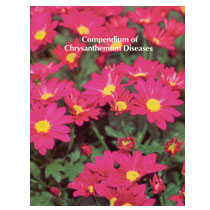 Compendium of
Chrysanthemum Diseases